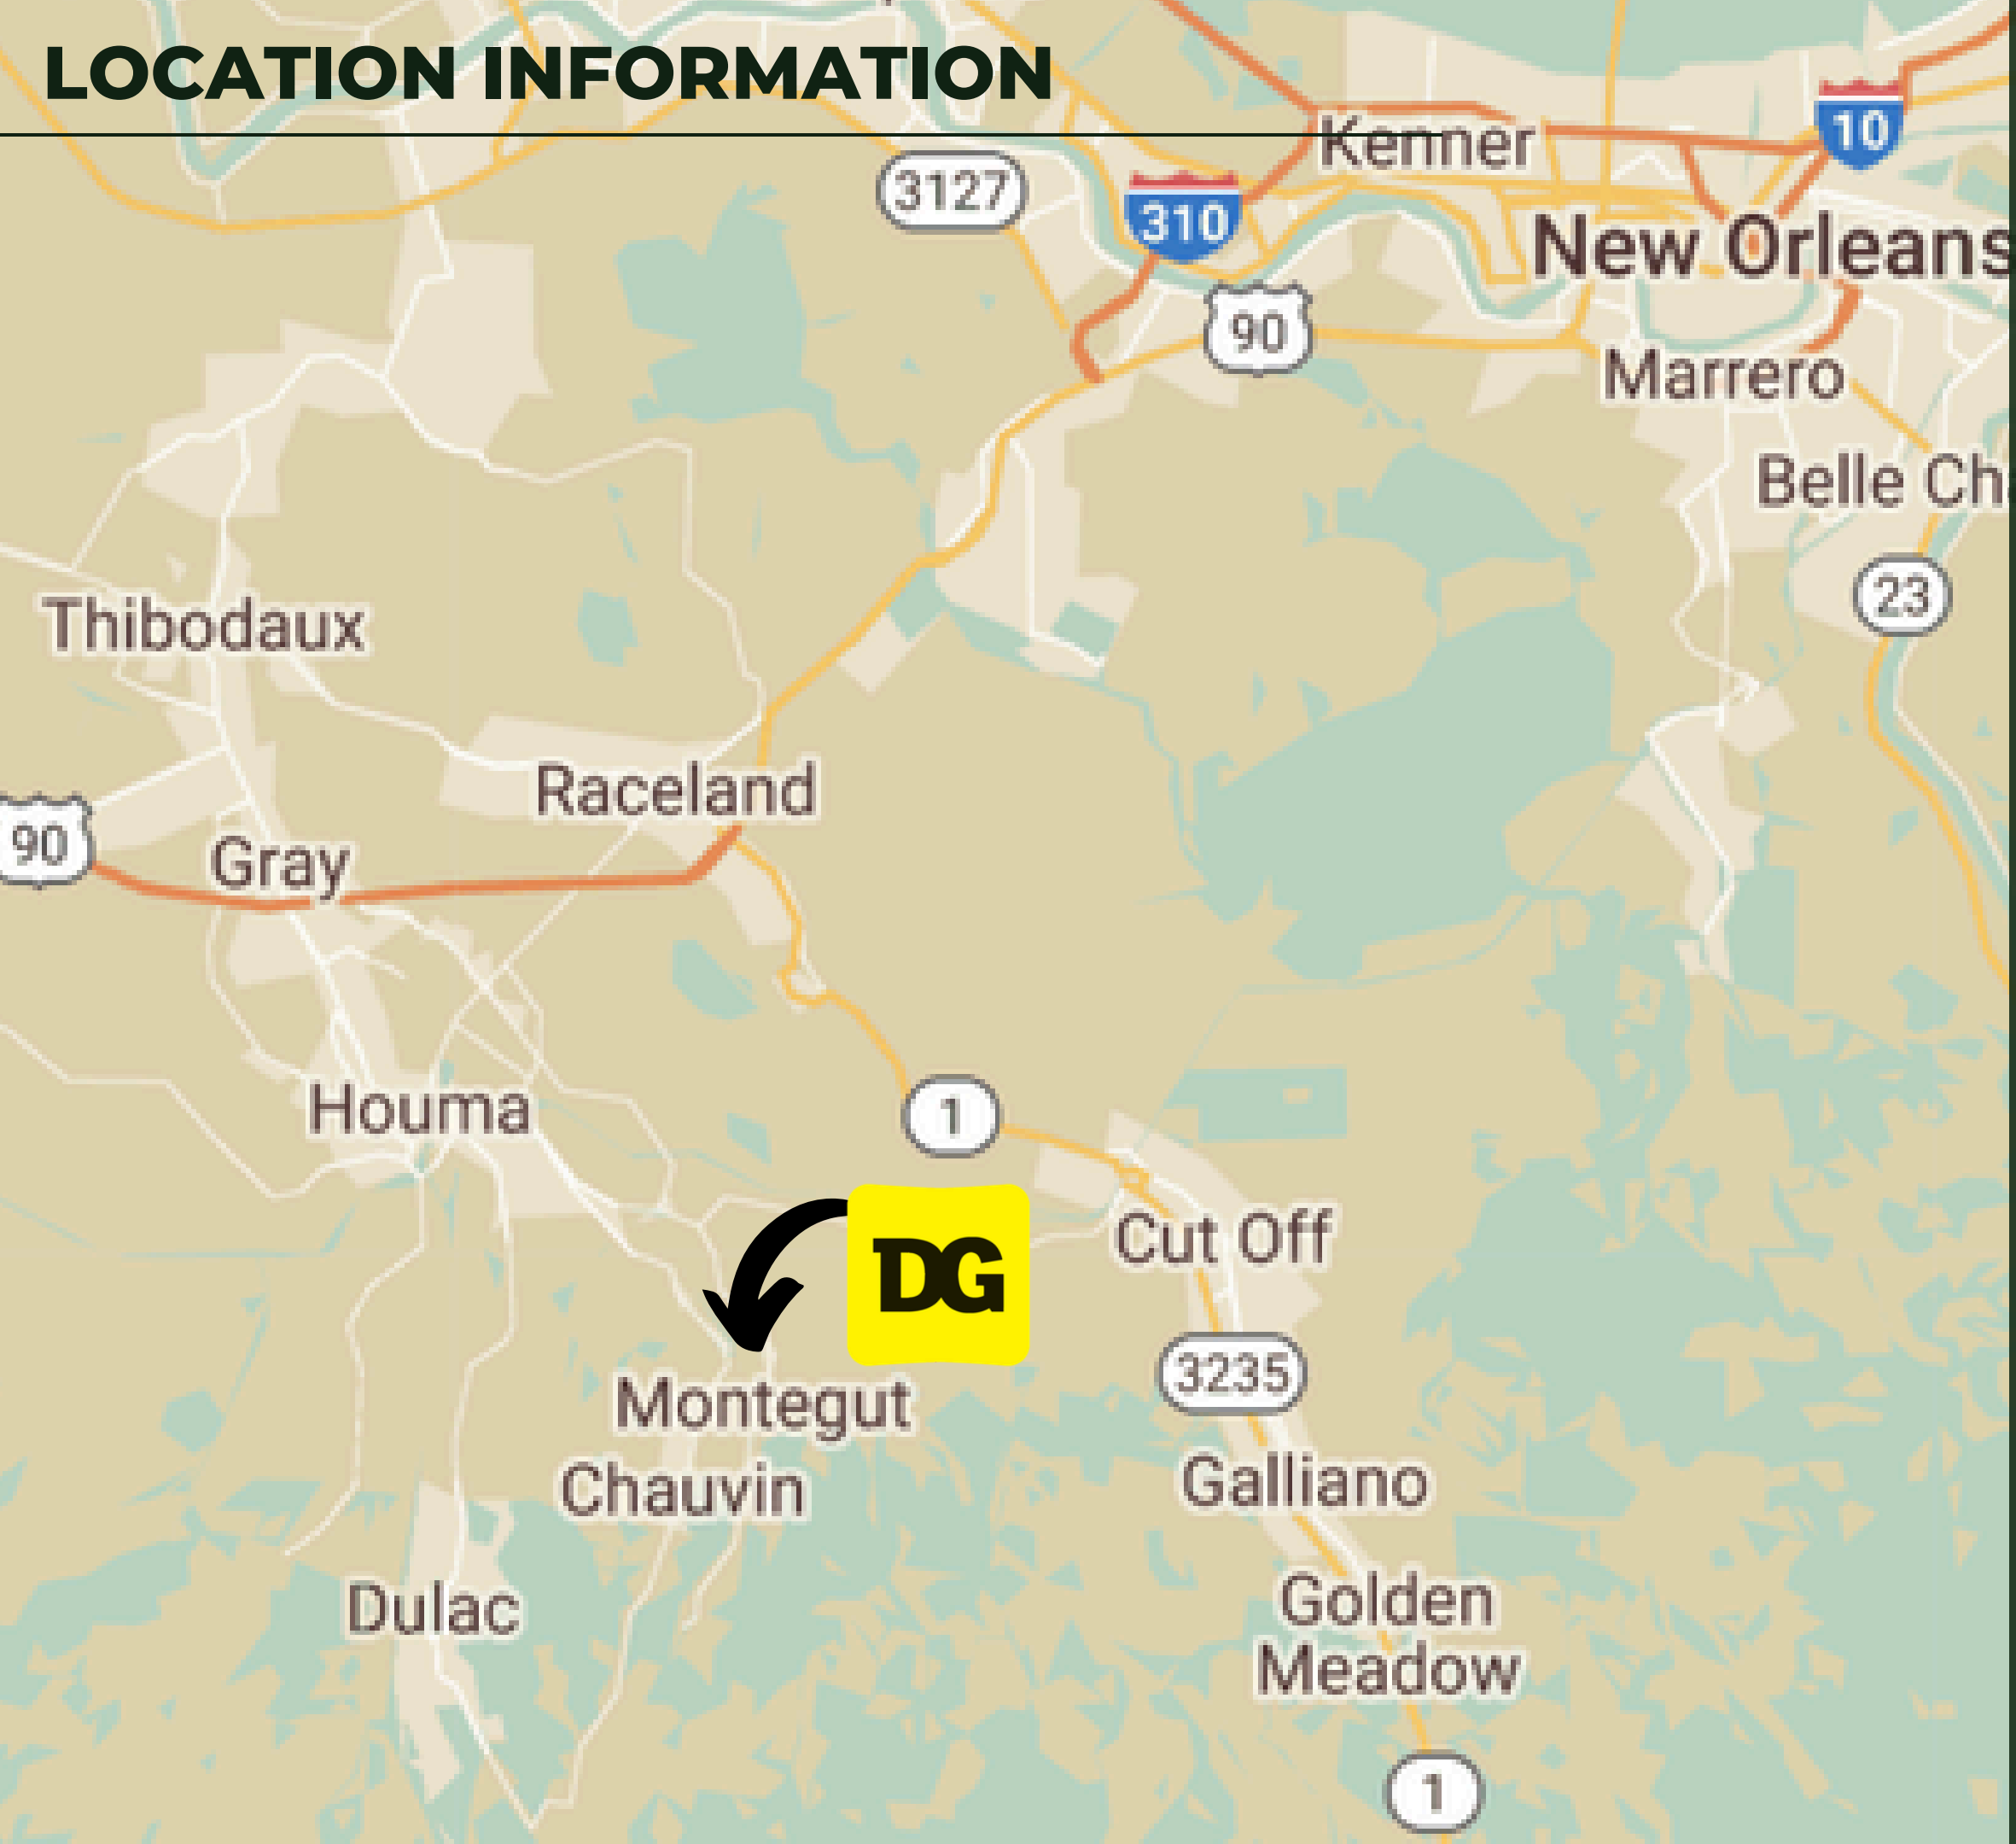 LOCATION INFORMATION
Kenner
10
3127
310
New Orleans
90
Marrero
Belle Ch
23
Thibodaux
Raceland
90
Gray
Houma
1
DG
Cut Off
3235
Montegut
Galliano
Chauvin
Dulac
Golden
Meadow
1